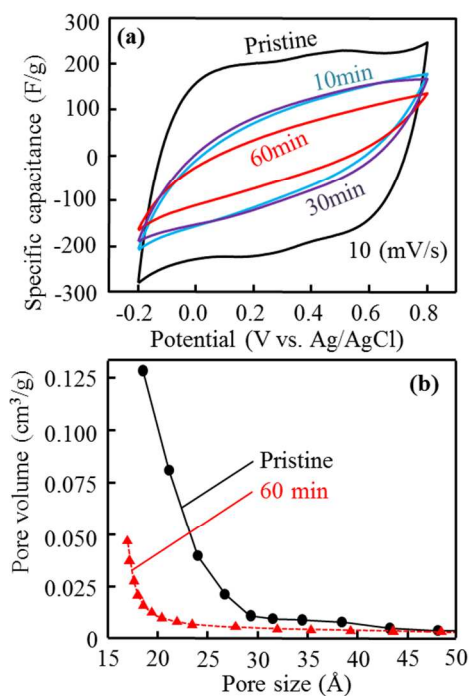 (a)
Pristine
10min
60min
30min
10 (mV/s)
Specific capacitance (F/g)
300
200
100
0
-100
-200
-300
-0.2 0.0 0.2 0.4 0.6 0.8
Potential (V vs. Ag/AgCl)
(b)
Pristine
60 min
Pore volume (cm³/g)
0.125
0.100
0.075
0.050
0.025
0
15 20 25 30 35 40 45 50
Pore size (Å)